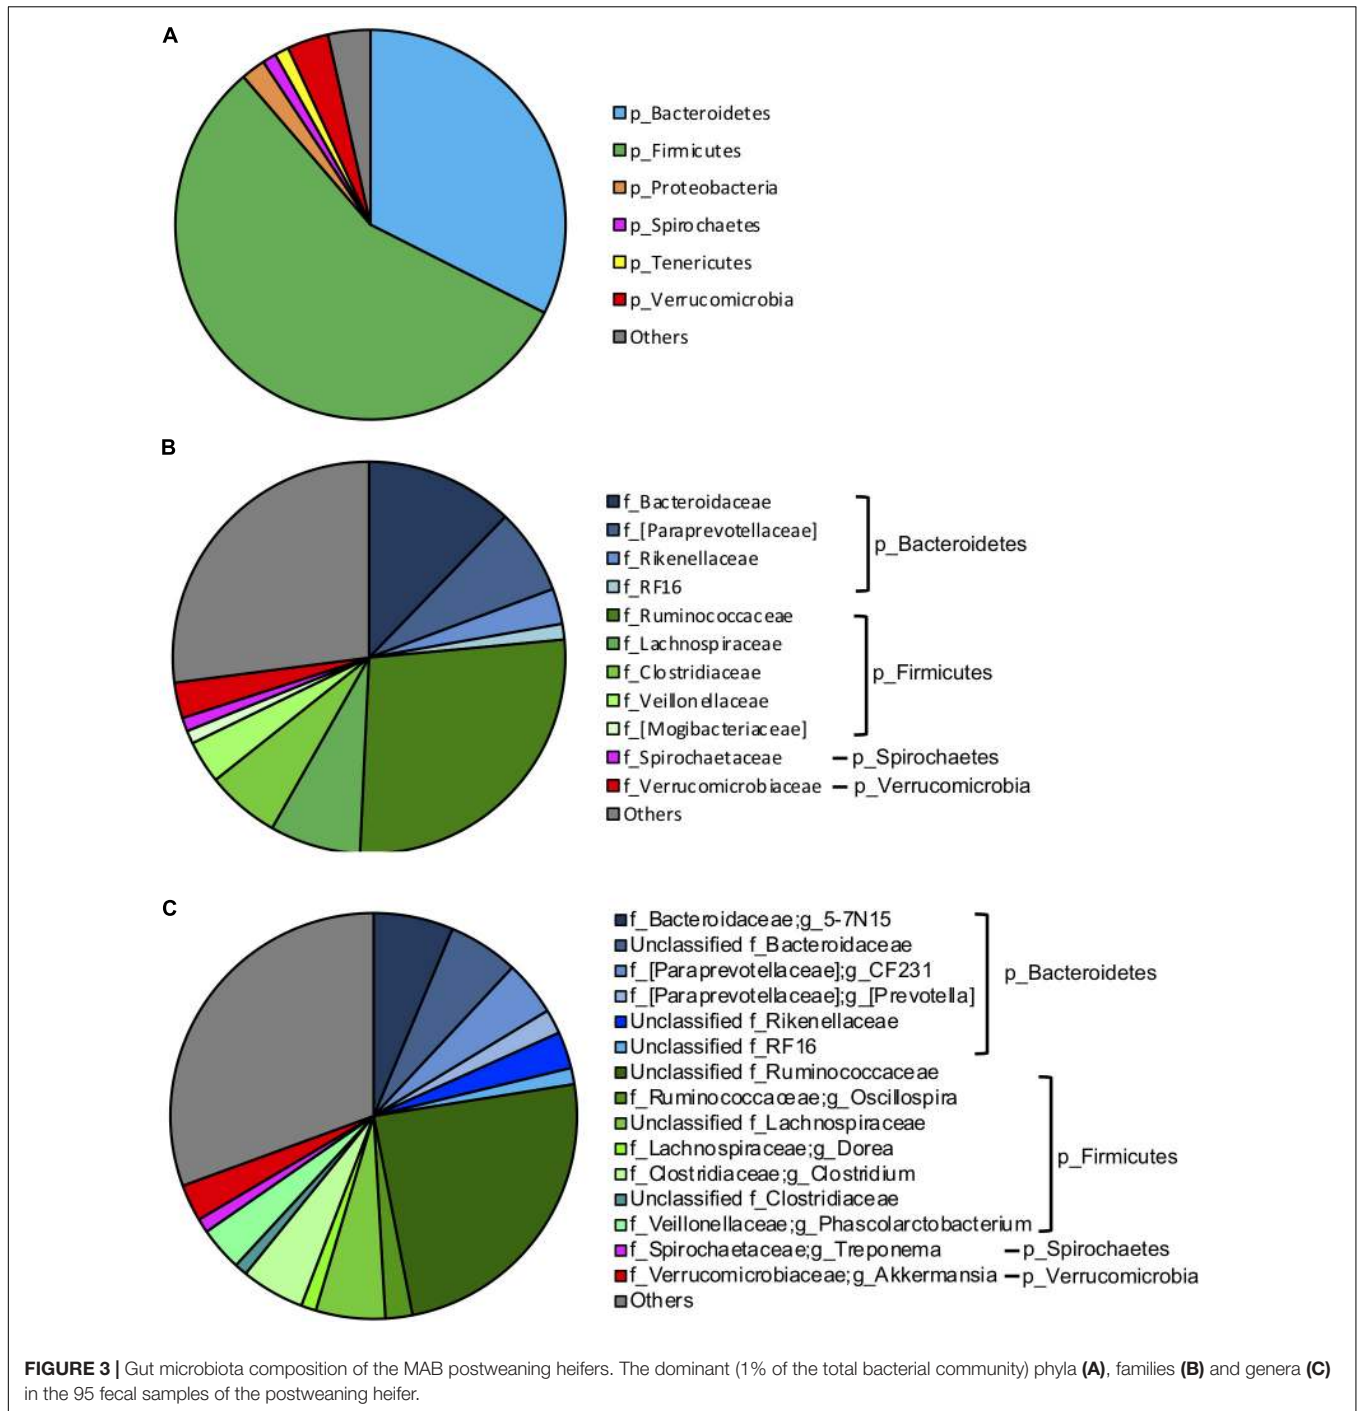 A
p_Bacteroidetes
p_Firmicutes
p_Proteobacteria
p_Spirochaetes
p_Tenericutes
p_Verrucomicrobia
Others
B
f_Bacteroidaceae
f_[Paraprevotellaceae]
f_Rikenellaceae
f_RF16
p_Bacteroidetes
f_Ruminococcaceae
f_Lachnospiraceae
f_Clostridiaceae
f_Veillonellaceae
f_[Mogibacteriaceae]
p_Firmicutes
f_Spirochaetaceae – p_Spirochaetes
f_Verrucomicrobiaceae – p_Verrucomicrobia
Others
C
f_Bacteroidaceae;g_5-7N15
Unclassified f_Bacteroidaceae
f_[Paraprevotellaceae];g_CF231
f_[Paraprevotellaceae];g_[Prevotella]
Unclassified f_Rikenellaceae
Unclassified f_RF16
p_Bacteroidetes
Unclassified f_Ruminococcaceae
f_Ruminococcaceae;g_Oscillospira
Unclassified f_Lachnospiraceae
f_Lachnospiraceae;g_Dorea
f_Clostridiaceae;g_Clostridium
Unclassified f_Clostridiaceae
f_Veillonellaceae;g_Phascolarctobacterium
p_Firmicutes
f_Spirochaetaceae;g_Treponema – p_Spirochaetes
f_Verrucomicrobiaceae;g_Akkermansia – p_Verrucomicrobia
Others
FIGURE 3 | Gut microbiota composition of the MAB postweaning heifers. The dominant (1% of the total bacterial community) phyla (A), families (B) and genera (C)
in the 95 fecal samples of the postweaning heifer.